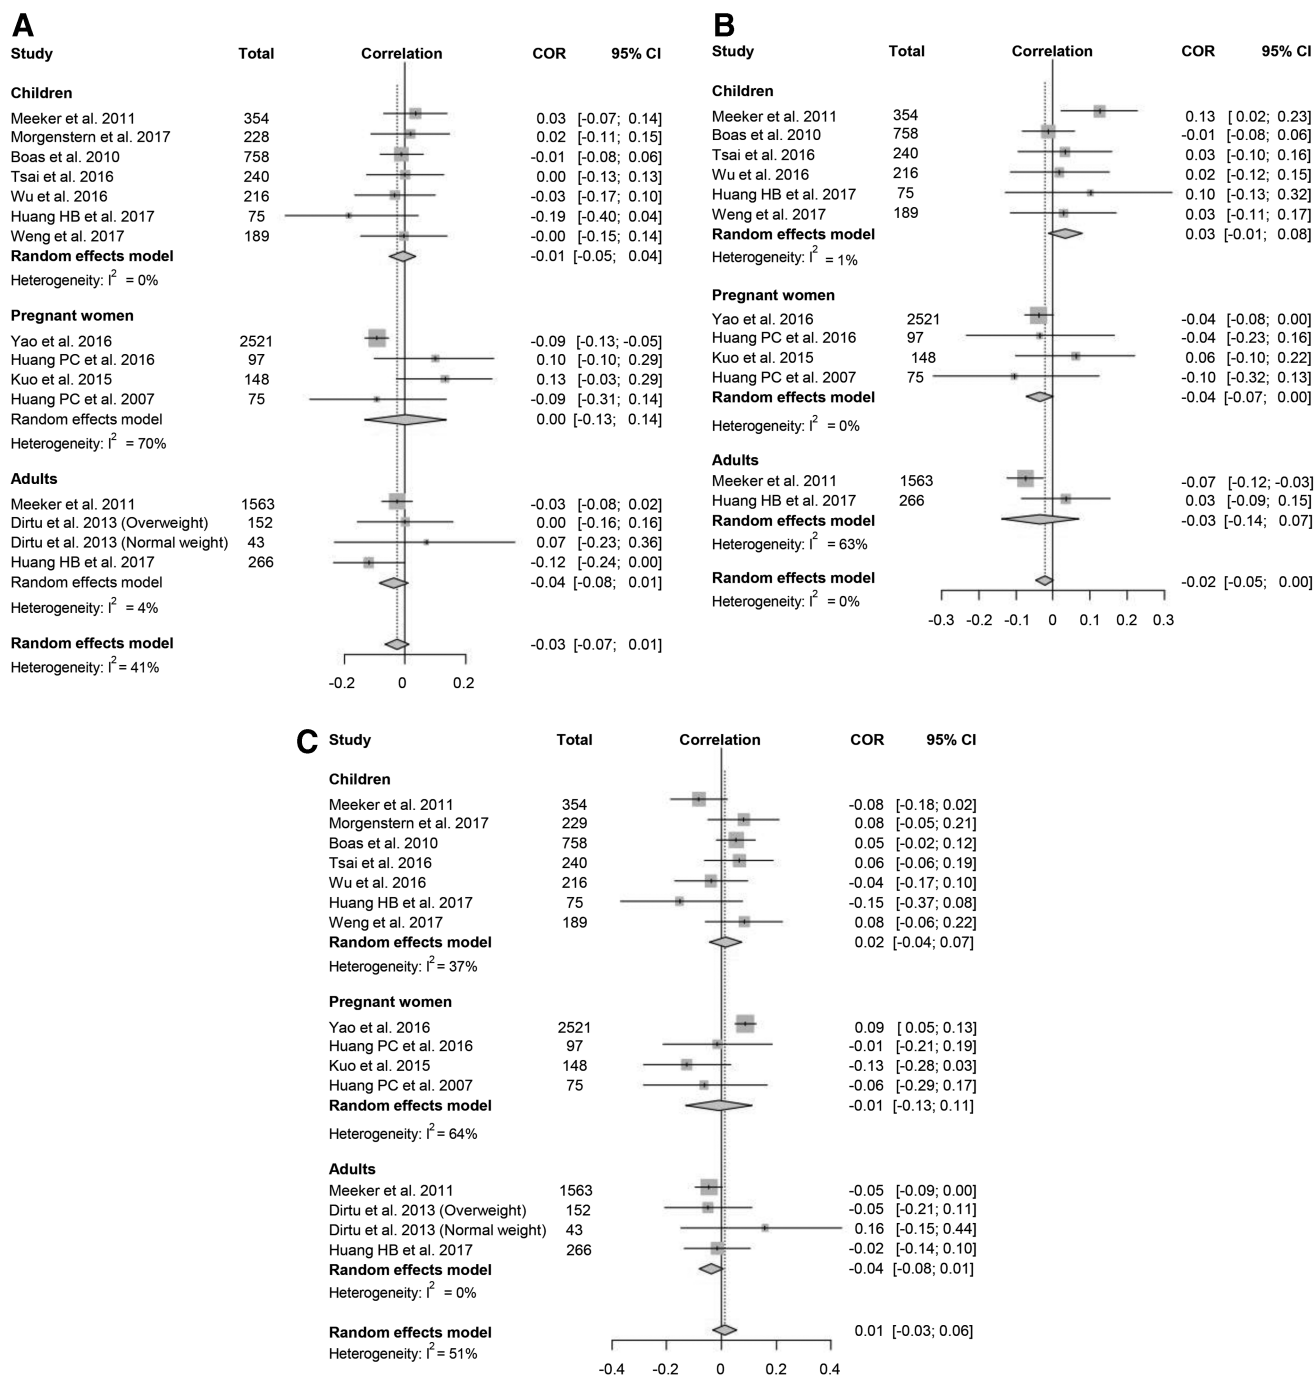 A
Study Total Correlation COR 95% CI
Children
Meeker et al. 2011 354 0.03 [-0.07; 0.14]
Morgenstern et al. 2017 228 0.02 [-0.11; 0.15]
Boas et al. 2010 758 -0.01 [-0.08; 0.06]
Tsai et al. 2016 240 0.00 [-0.13; 0.13]
Wu et al. 2016 216 -0.03 [-0.17; 0.10]
Huang HB et al. 2017 75 -0.19 [-0.40; 0.04]
Weng et al. 2017 189 -0.00 [-0.15; 0.14]
Random effects model -0.01 [-0.05; 0.04]
Heterogeneity: I2 = 0%
Pregnant women
Yao et al. 2016 2521 -0.09 [-0.13; -0.05]
Huang PC et al. 2016 97 0.10 [-0.10; 0.29]
Kuo et al. 2015 148 0.13 [-0.03; 0.29]
Huang PC et al. 2007 75 -0.09 [-0.31; 0.14]
Random effects model 0.00 [-0.13; 0.14]
Heterogeneity: I2 = 70%
Adults
Meeker et al. 2011 1563 -0.03 [-0.08; 0.02]
Dirtu et al. 2013 (Overweight) 152 0.00 [-0.16; 0.16]
Dirtu et al. 2013 (Normal weight) 43 0.07 [-0.23; 0.36]
Huang HB et al. 2017 266 -0.12 [-0.24; 0.00]
Random effects model -0.04 [-0.08; 0.01]
Heterogeneity: I2 = 4%
Random effects model -0.03 [-0.07; 0.01]
Heterogeneity: I2 = 41%
-0.2 0 0.2
B
Study Total Correlation COR 95% CI
Children
Meeker et al. 2011 354 0.13 [ 0.02; 0.23]
Boas et al. 2010 758 -0.01 [-0.08; 0.06]
Tsai et al. 2016 240 0.03 [-0.10; 0.16]
Wu et al. 2016 216 0.02 [-0.12; 0.15]
Huang HB et al. 2017 75 0.10 [-0.13; 0.32]
Weng et al. 2017 189 0.03 [-0.11; 0.17]
Random effects model 0.03 [-0.01; 0.08]
Heterogeneity: I2 = 1%
Pregnant women
Yao et al. 2016 2521 -0.04 [-0.08; 0.00]
Huang PC et al. 2016 97 -0.04 [-0.23; 0.16]
Kuo et al. 2015 148 0.06 [-0.10; 0.22]
Huang PC et al. 2007 75 -0.10 [-0.32; 0.13]
Random effects model -0.04 [-0.07; 0.00]
Heterogeneity: I2 = 0%
Adults
Meeker et al. 2011 1563 -0.07 [-0.12; -0.03]
Huang HB et al. 2017 266 0.03 [-0.09; 0.15]
Random effects model -0.03 [-0.14; 0.07]
Heterogeneity: I2 = 63%
Random effects model -0.02 [-0.05; 0.00]
Heterogeneity: I2 = 0%
-0.3 -0.2 -0.1 0 0.1 0.2 0.3
C
Study Total Correlation COR 95% CI
Children
Meeker et al. 2011 354 -0.08 [-0.18; 0.02]
Morgenstern et al. 2017 229 0.08 [-0.05; 0.21]
Boas et al. 2010 758 0.05 [-0.02; 0.12]
Tsai et al. 2016 240 0.06 [-0.06; 0.19]
Wu et al. 2016 216 -0.04 [-0.17; 0.10]
Huang HB et al. 2017 75 -0.15 [-0.37; 0.08]
Weng et al. 2017 189 0.08 [-0.06; 0.22]
Random effects model 0.02 [-0.04; 0.07]
Heterogeneity: I2 = 37%
Pregnant women
Yao et al. 2016 2521 0.09 [ 0.05; 0.13]
Huang PC et al. 2016 97 -0.01 [-0.21; 0.19]
Kuo et al. 2015 148 -0.13 [-0.28; 0.03]
Huang PC et al. 2007 75 -0.06 [-0.29; 0.17]
Random effects model -0.01 [-0.13; 0.11]
Heterogeneity: I2 = 64%
Adults
Meeker et al. 2011 1563 -0.05 [-0.09; 0.00]
Dirtu et al. 2013 (Overweight) 152 -0.05 [-0.21; 0.11]
Dirtu et al. 2013 (Normal weight) 43 0.16 [-0.15; 0.44]
Huang HB et al. 2017 266 -0.02 [-0.14; 0.10]
Random effects model -0.04 [-0.08; 0.01]
Heterogeneity: I2 = 0%
Random effects model 0.01 [-0.03; 0.06]
Heterogeneity: I2 = 51%
-0.4 -0.2 0 0.2 0.4